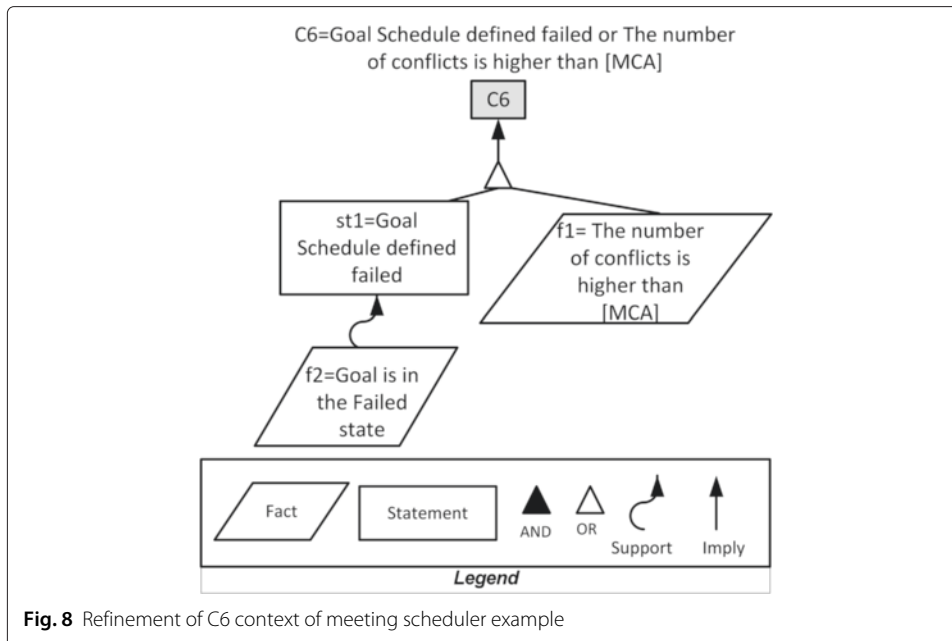 C6=Goal Schedule defined failed or The number
of conflicts is higher than [MCA]
C6
st1=Goal
Schedule defined
failed
f1= The number
of conflicts is
higher than
[MCA]
f2=Goal is in
the Failed
state
Fact
Statement
AND
OR
Support
Imply
Legend
Fig. 8 Refinement of C6 context of meeting scheduler example